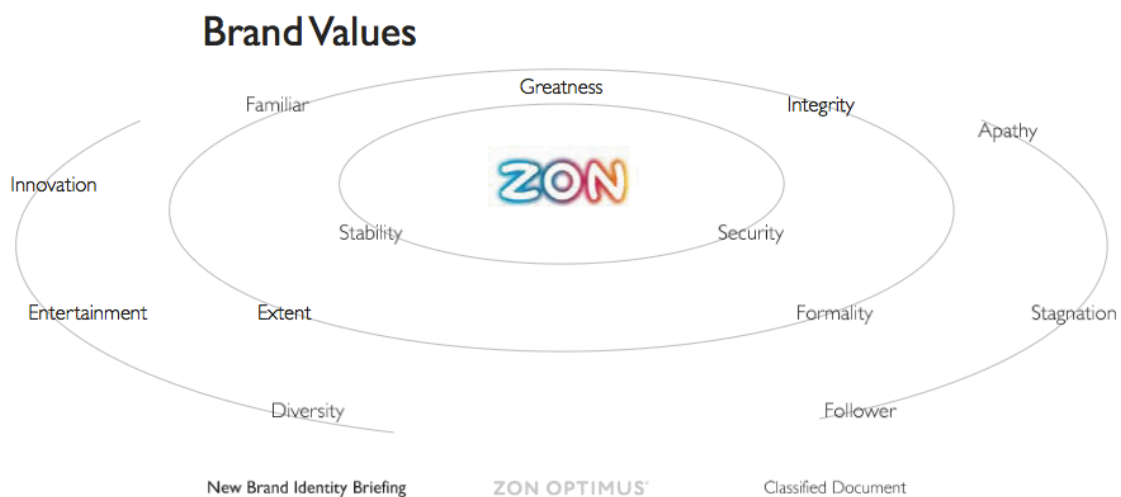 Brand Values
Familiar
Greatness
Integrity
Apathy
Innovation
ZON
Stability
Security
Entertainment
Extent
Formality
Stagnation
Diversity
Follower
New Brand Identity Briefing
ZON OPTIMUS
Classified Document